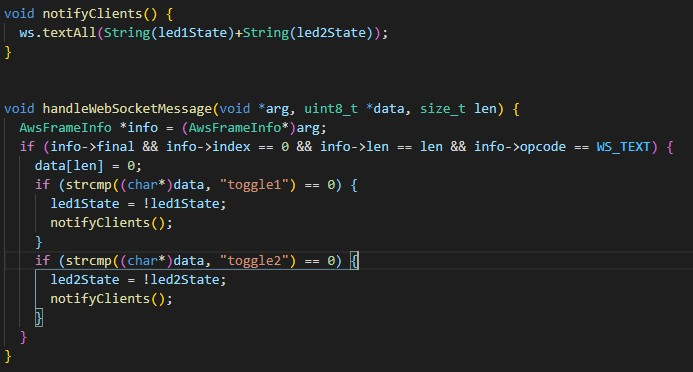 void notifyClients() {
  ws.textAll(String(led1State)+String(led2State));
}
void handleWebSocketMessage(void *arg, uint8_t *data, size_t len) {
  AwsFrameInfo *info = (AwsFrameInfo*)arg;
  if (info->final && info->index == 0 && info->len == len && info->opcode == WS_TEXT) {
    data[len] = 0;
    if (strcmp((char*)data, "toggle1") == 0) {
      led1State = !led1State;
      notifyClients();
    }
    if (strcmp((char*)data, "toggle2") == 0) {
      led2State = !led2State;
      notifyClients();
    }
  }
}